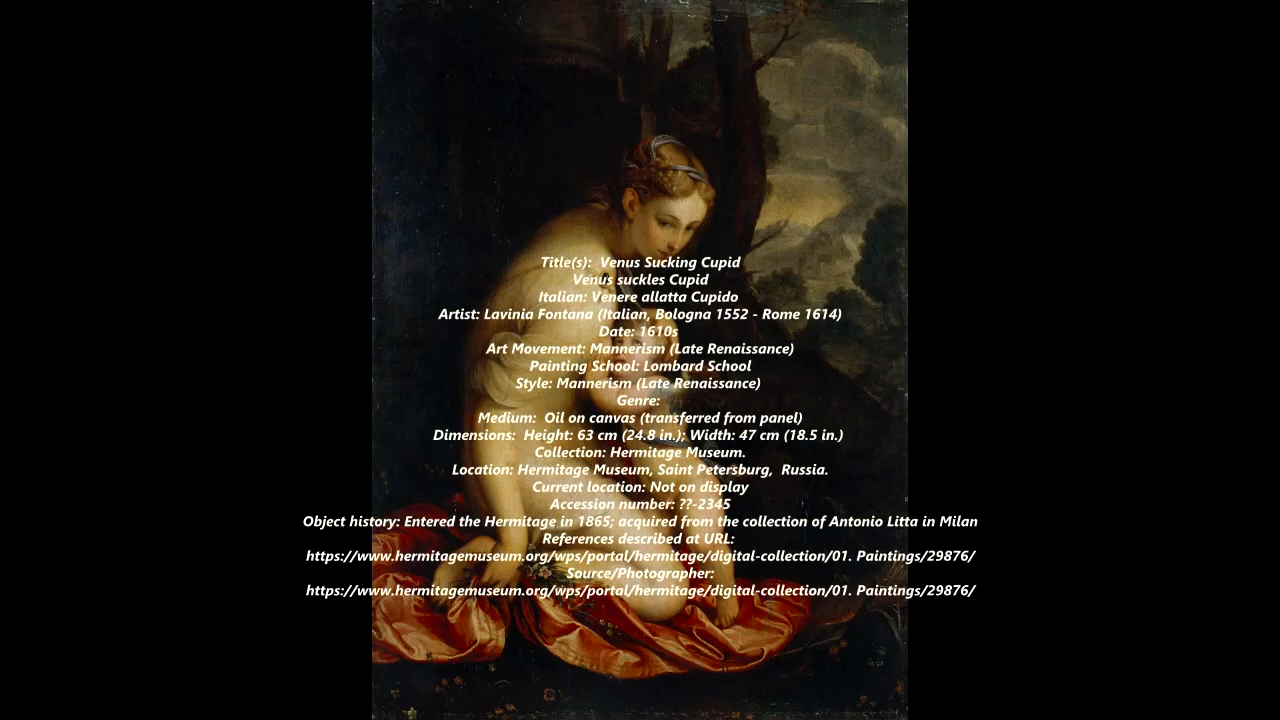 Title(s):  Venus Sucking Cupid
Venus suckles Cupid
Italian: Venere allatta Cupido
Artist: Lavinia Fontana (Italian, Bologna 1552 - Rome 1614)
Date: 1610s
Art Movement: Mannerism (Late Renaissance)
Painting School: Lombard School
Style: Mannerism (Late Renaissance)
Genre:
Medium:  Oil on canvas (transferred from panel)
Dimensions:  Height: 63 cm (24.8 in.); Width: 47 cm (18.5 in.)
Collection: Hermitage Museum.
Location: Hermitage Museum, Saint Petersburg,  Russia.
Current location: Not on display
Accession number: ??-2345
Object history: Entered the Hermitage in 1865; acquired from the collection of Antonio Litta in Milan
References described at URL:
https://www.hermitagemuseum.org/wps/portal/hermitage/digital-collection/01. Paintings/29876/
Source/Photographer:
https://www.hermitagemuseum.org/wps/portal/hermitage/digital-collection/01. Paintings/29876/